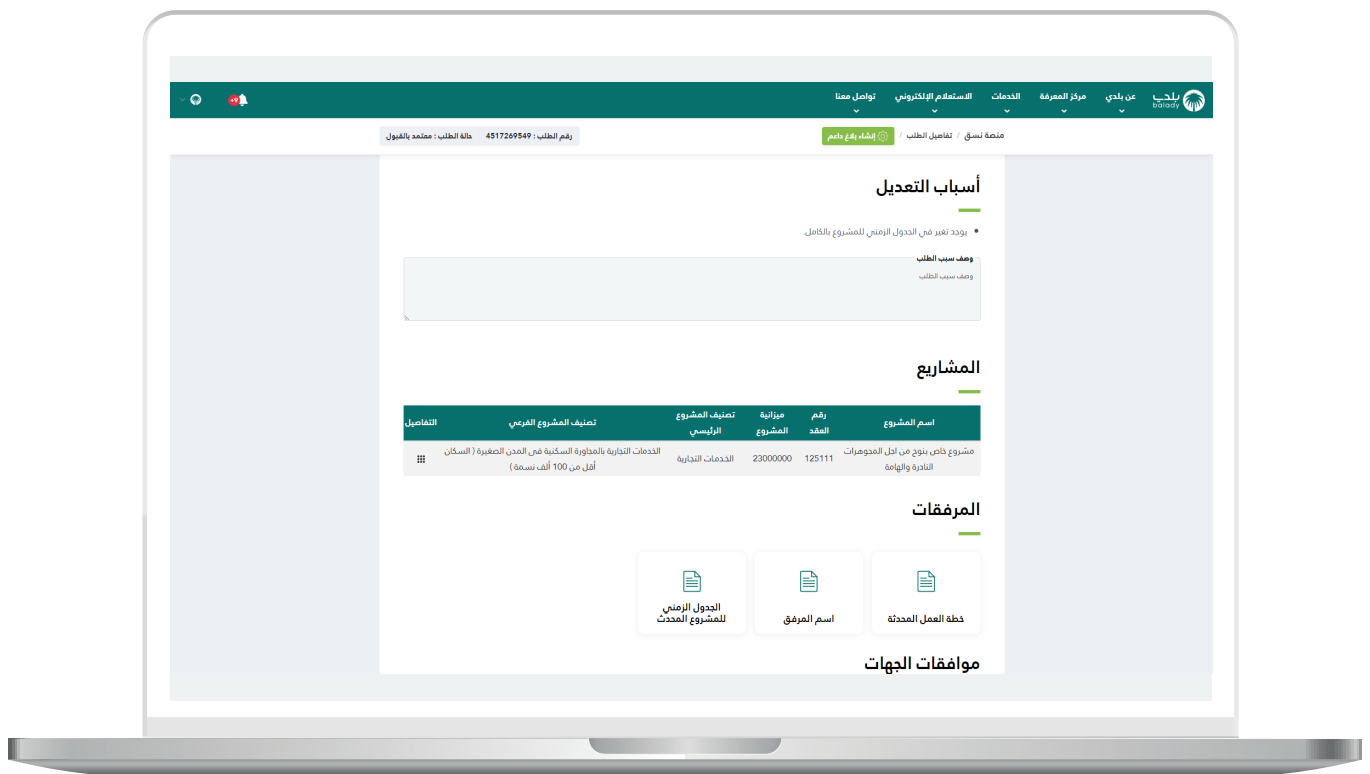 بلدي
balady
عن بلدي
مركز المعرفة
الخدمات
الاستعلام الإلكتروني
تواصل معنا
+9
منصة نسق / تفاصيل الطلب /
إنشاء بلاغ داعم
رقم الطلب : 4517269549
حالة الطلب : معتمد بالقبول
أسباب التعديل
يوجد تغير في الجدول الزمني للمشروع بالكامل.
وصف سبب الطلب
وصف سبب الطلب
المشاريع
اسم المشروع
رقم العقد
ميزانية المشروع
تصنيف المشروع الرئيسي
تصنيف المشروع الفرعي
التفاصيل
مشروع خاص بنوح من اجل المجوهرات
النادرة والهامة
125111
23000000
الخدمات التجارية
الخدمات التجارية بالمجاورة السكنية فى المدن الصغيرة ( السكان
أقل من 100 ألف نسمة )
المرفقات
خطة العمل المحدثة
اسم المرفق
الجدول الزمني
للمشروع المحدث
موافقات الجهات